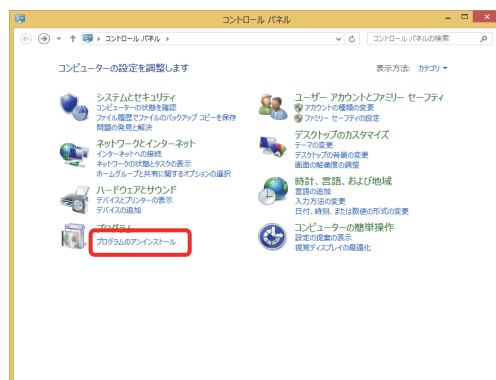 コントロール パネル
コントロール パネル
コントロール パネルの検索
コンピューターの設定を調整します
表示方法: カテゴリ
システムとセキュリティ
コンピューターの状態を確認
ファイル履歴でファイルのバックアップ コピーを保存
問題の発見と解決
ネットワークとインターネット
インターネットへの接続
ネットワークの状態とタスクの表示
ホームグループと共有に関するオプションの選択
ハードウェアとサウンド
デバイスとプリンターの表示
デバイスの追加
プログラム
プログラムのアンインストール
ユーザー アカウントとファミリー セーフティ
アカウントの種類の変更
ファミリー セーフティの設定
デスクトップのカスタマイズ
テーマの変更
デスクトップの背景の変更
画面の解像度の調整
時計、言語、および地域
言語の追加
入力方法の変更
日付、時刻、または数値の形式の変更
コンピューターの簡単操作
設定の提案の表示
視覚ディスプレイの最適化